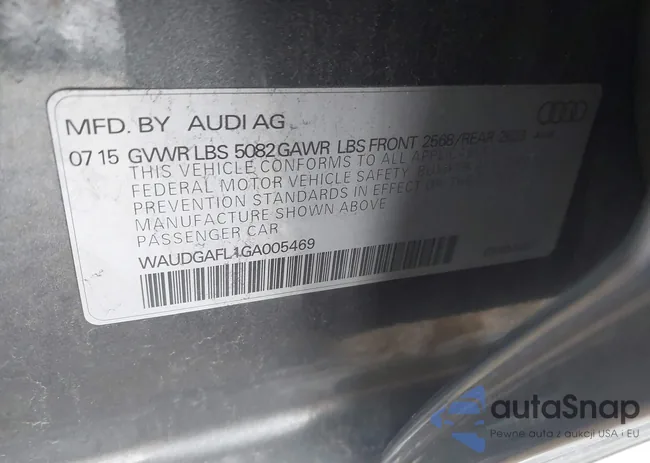 MFD. BY AUDI AG
07 15 GVWR LBS 5082 GAWR LBS FRONT 2568/REAR
THIS VEHICLE CONFORMS TO ALL
FEDERAL MOTOR VEHICLE SAFETY,
PREVENTION STANDARDS IN EFFECT
MANUFACTURE SHOWN ABOVE
PASSENGER CAR
WAUDGAFL1GA005469
autaSnap
Pewne auta z aukcji USA i EU